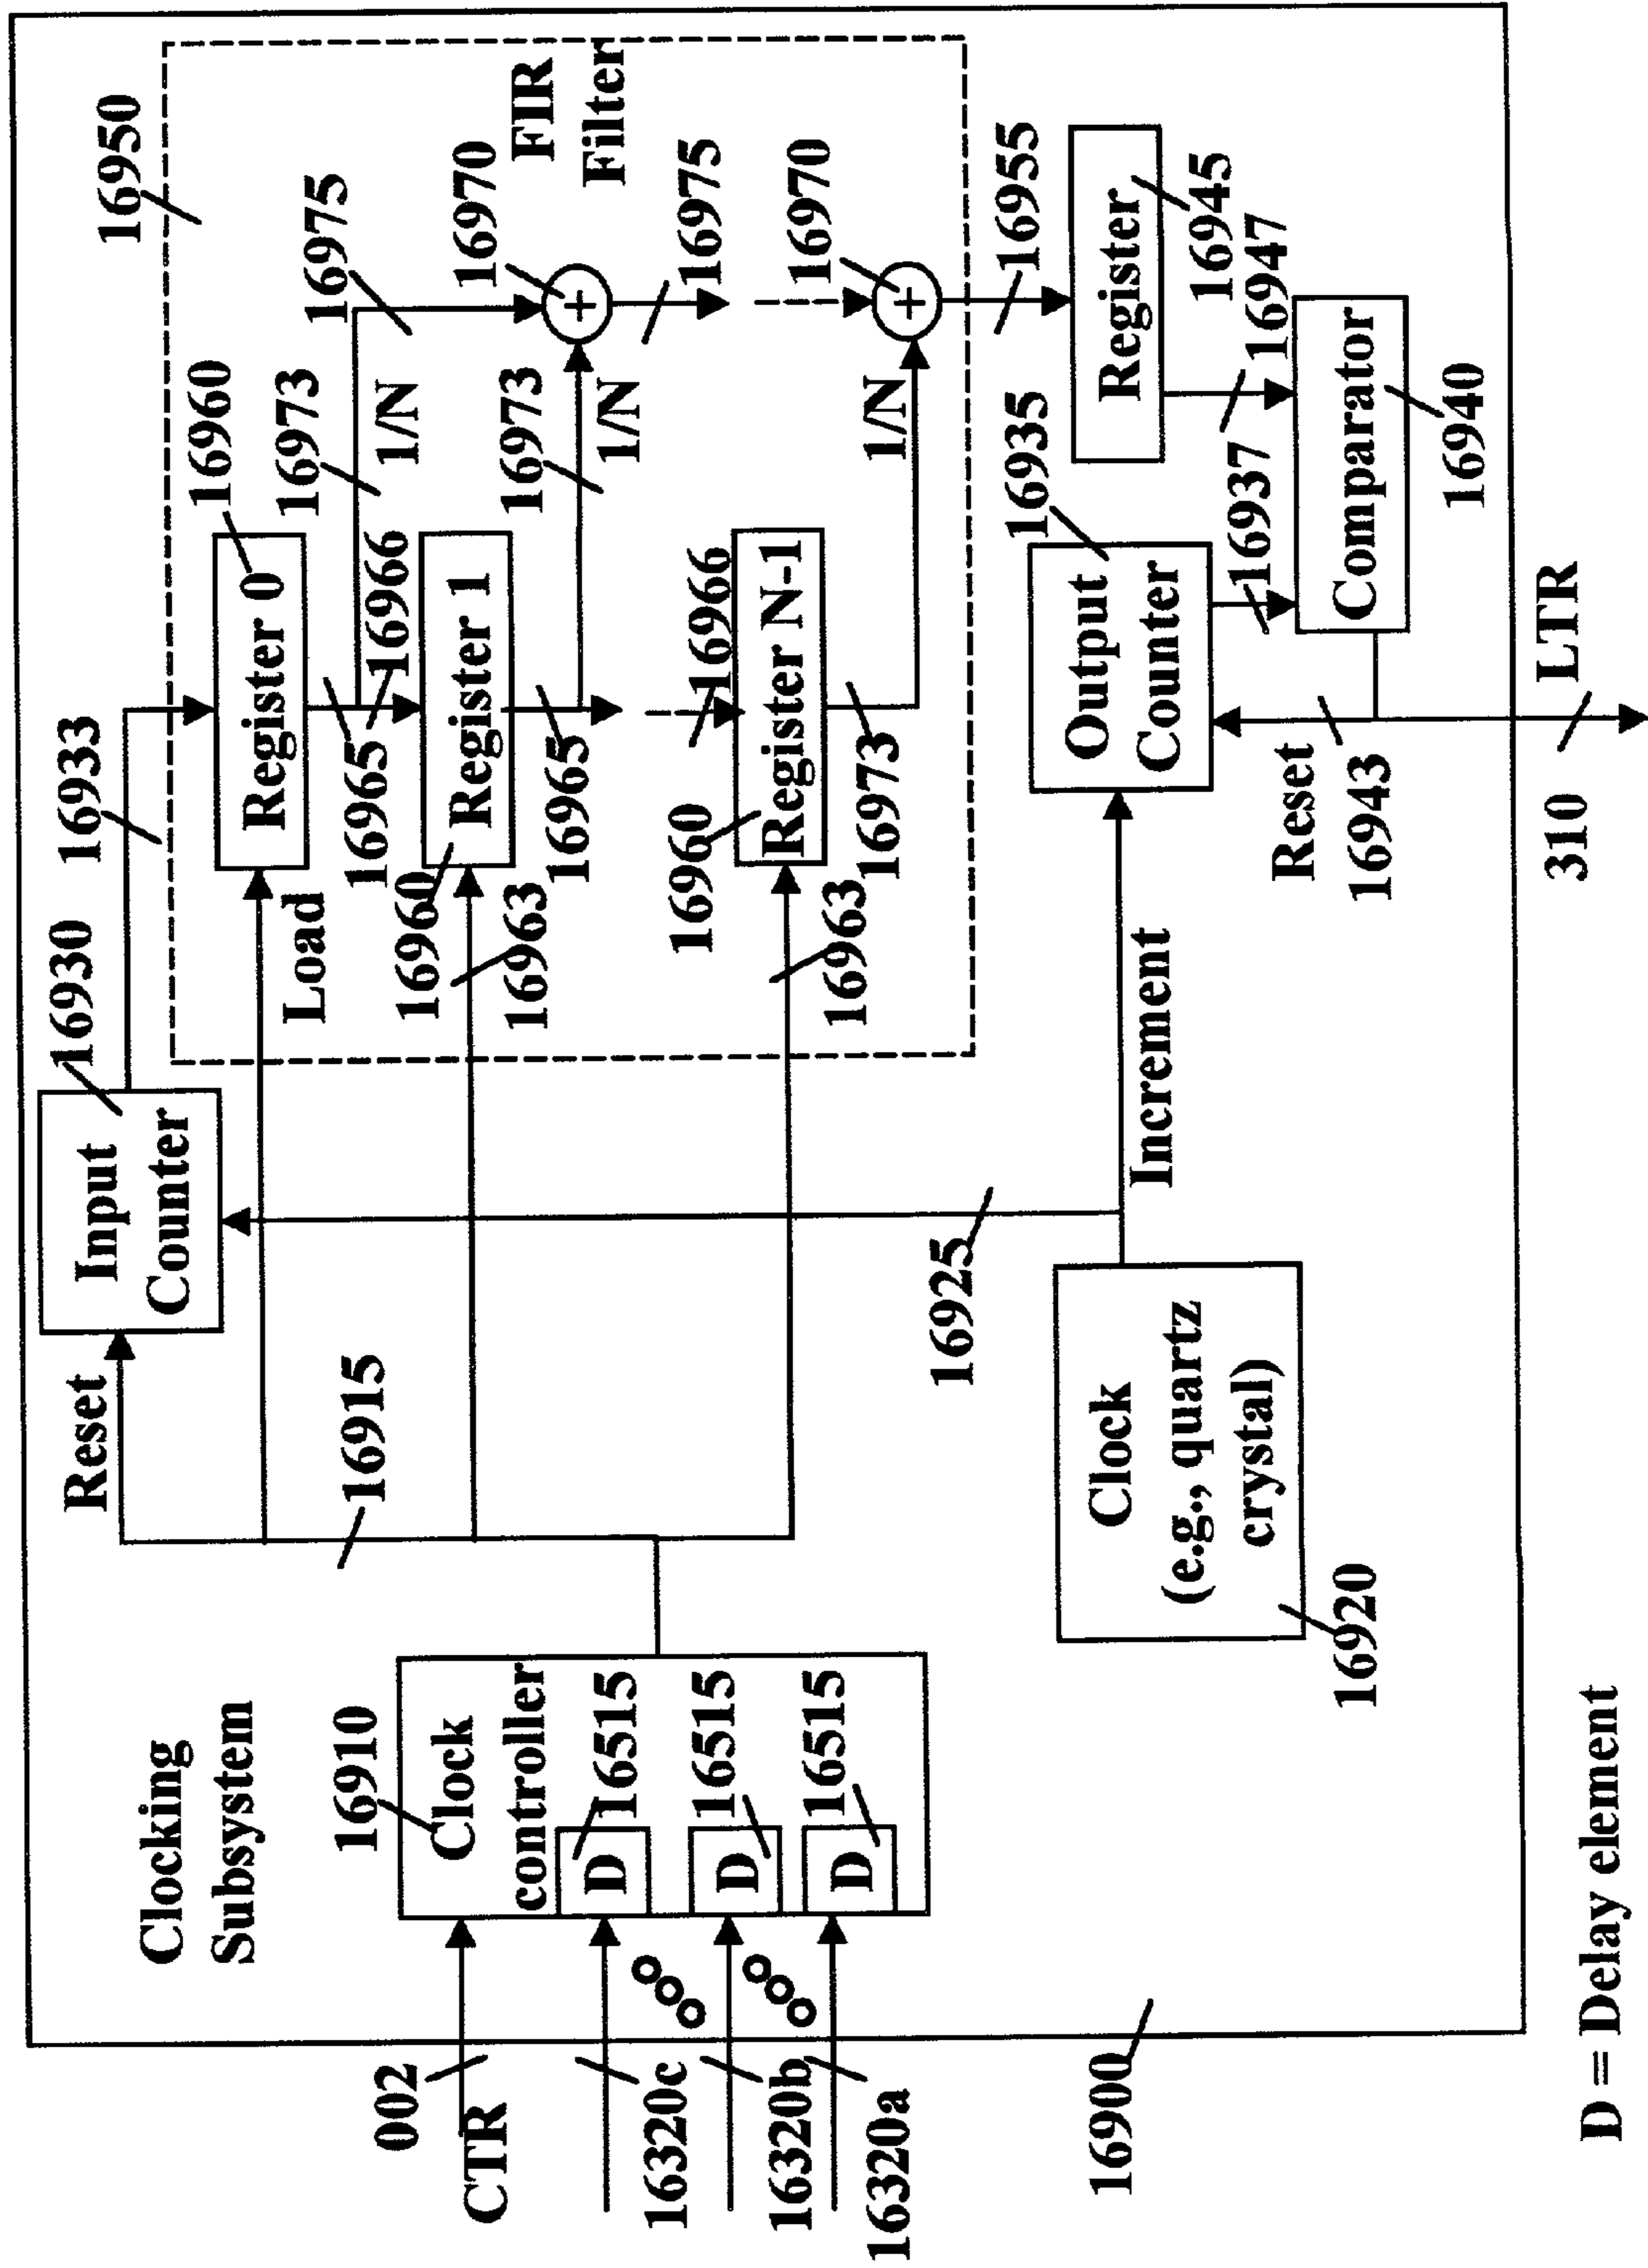 Clocking
Subsystem
Reset
Input
Counter
16930
16933
16950
16915
Load
Register 0
16960
16973
1/N
16975
16965
16966
Register 1
16960
16963
16965
16973
1/N
16970
FIR
Filter
16975
16966
16960
Register N-1
16963
16973
1/N
16970
16955
16910
Clock
controller
D
16515
D
16515
D
16515
002
CTR
16320c
16320b
16320a
16900
16925
Clock
(e.g., quartz
crystal)
16920
Increment
Output
Counter
16935
16937
Register
16945
16947
Comparator
16940
Reset
16943
310
LTR
D = Delay element